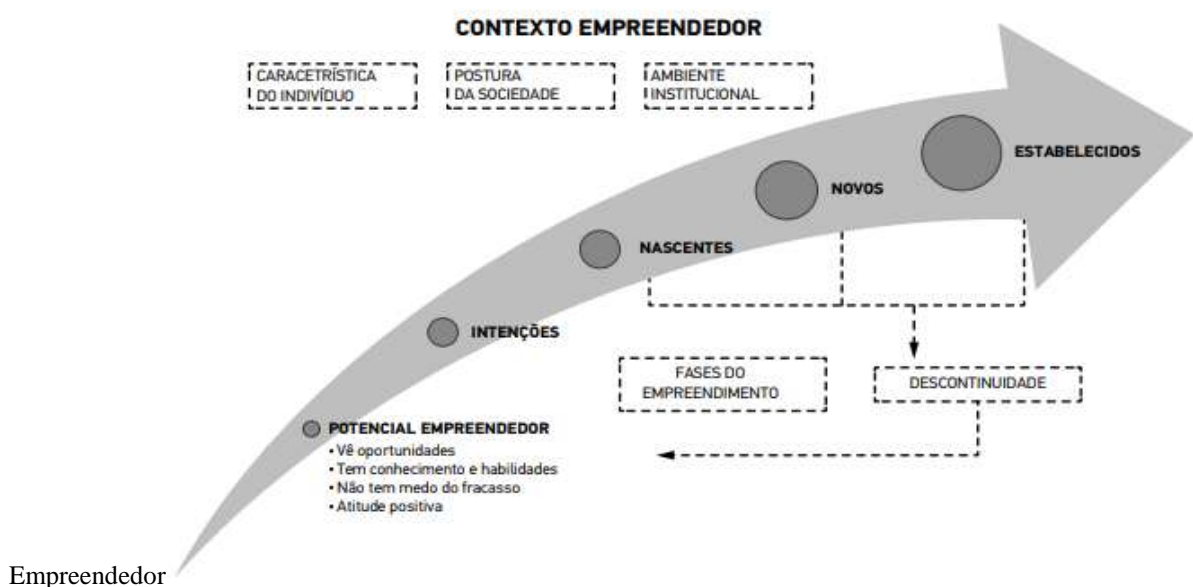 CONTEXTO EMPREENDEDOR
CARACETRÍSTICA
DO INDIVÍDUO
POSTURA
DA SOCIEDADE
AMBIENTE
INSTITUCIONAL
ESTABELECIDOS
NOVOS
NASCENTES
INTENÇÕES
FASES DO
EMPREENDIMENTO
DESCONTINUIDADE
POTENCIAL EMPREENDEDOR
• Vê oportunidades
• Tem conhecimento e habilidades
• Não tem medo do fracasso
• Atitude positiva
Empreendedor